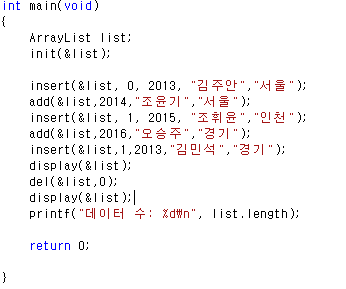 int main(void)
{
ArrayList list;
init(&list);
insert(&list, 0, 2013, "김주안","서울");
add(&list,2014,"조윤기","서울");
insert(&list, 1, 2015, "조휘윤","인천");
add(&list,2016,"오승주","경기");
insert(&list,1,2013,"김민석","경기");
display(&list);
del(&list,0);
display(&list);
printf("데이터 수: %d₩n", list.length);
return 0;
}